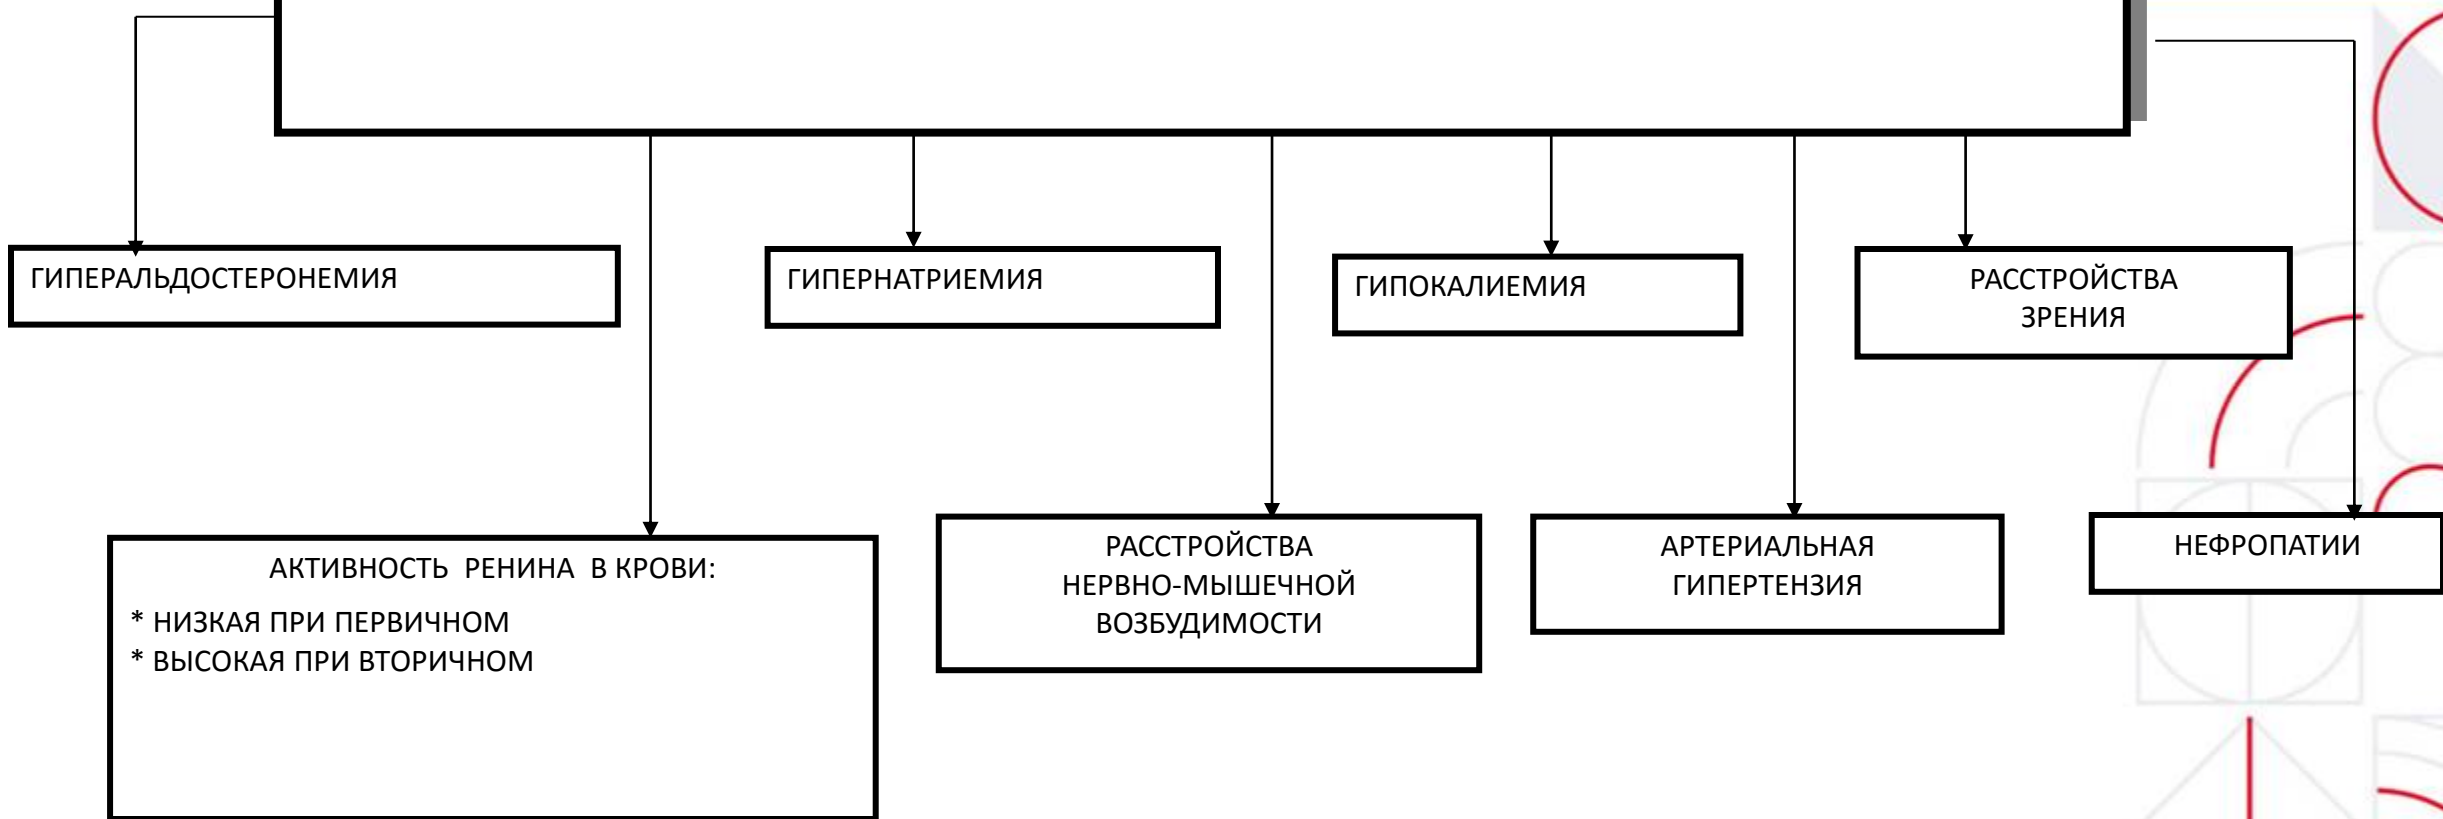 ГИПЕРАЛЬДОСТЕРОНЕМИЯ
ГИПЕРНАТРИЕМИЯ
ГИПОКАЛИЕМИЯ
РАССТРОЙСТВА
ЗРЕНИЯ
АКТИВНОСТЬ РЕНИНА В КРОВИ:
* НИЗКАЯ ПРИ ПЕРВИЧНОМ
* ВЫСОКАЯ ПРИ ВТОРИЧНОМ
РАССТРОЙСТВА
НЕРВНО-МЫШЕЧНОЙ
ВОЗБУДИМОСТИ
АРТЕРИАЛЬНАЯ
ГИПЕРТЕНЗИЯ
НЕФРОПАТИИ